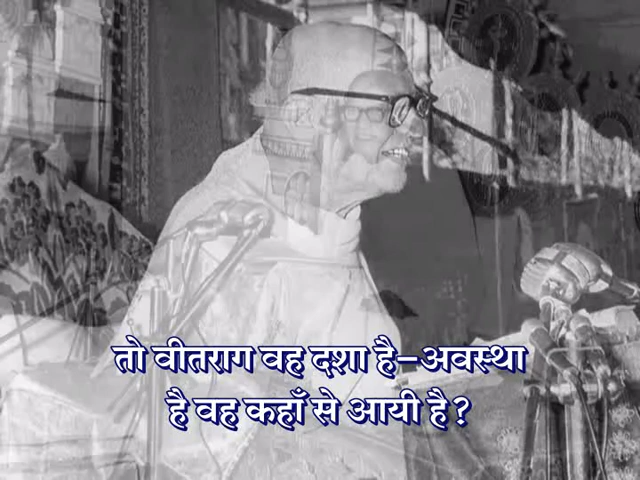 तो वीतराग वह दशा है–अवस्था
है वह कहाँ से आयी है?